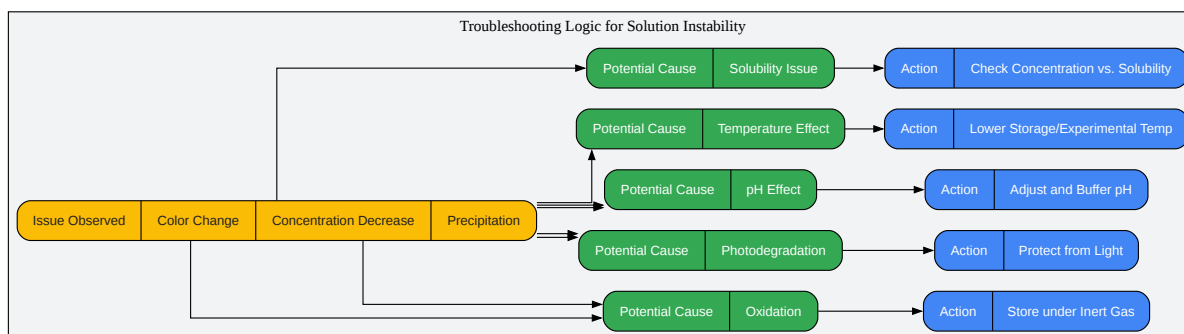 Troubleshooting Logic for Solution Instability
Potential Cause Solubility Issue Action Check Concentration vs. Solubility
Potential Cause Temperature Effect Action Lower Storage/Experimental Temp
Potential Cause pH Effect Action Adjust and Buffer pH
Issue Observed Color Change Concentration Decrease Precipitation
Potential Cause Photodegradation Action Protect from Light
Potential Cause Oxidation Action Store under Inert Gas